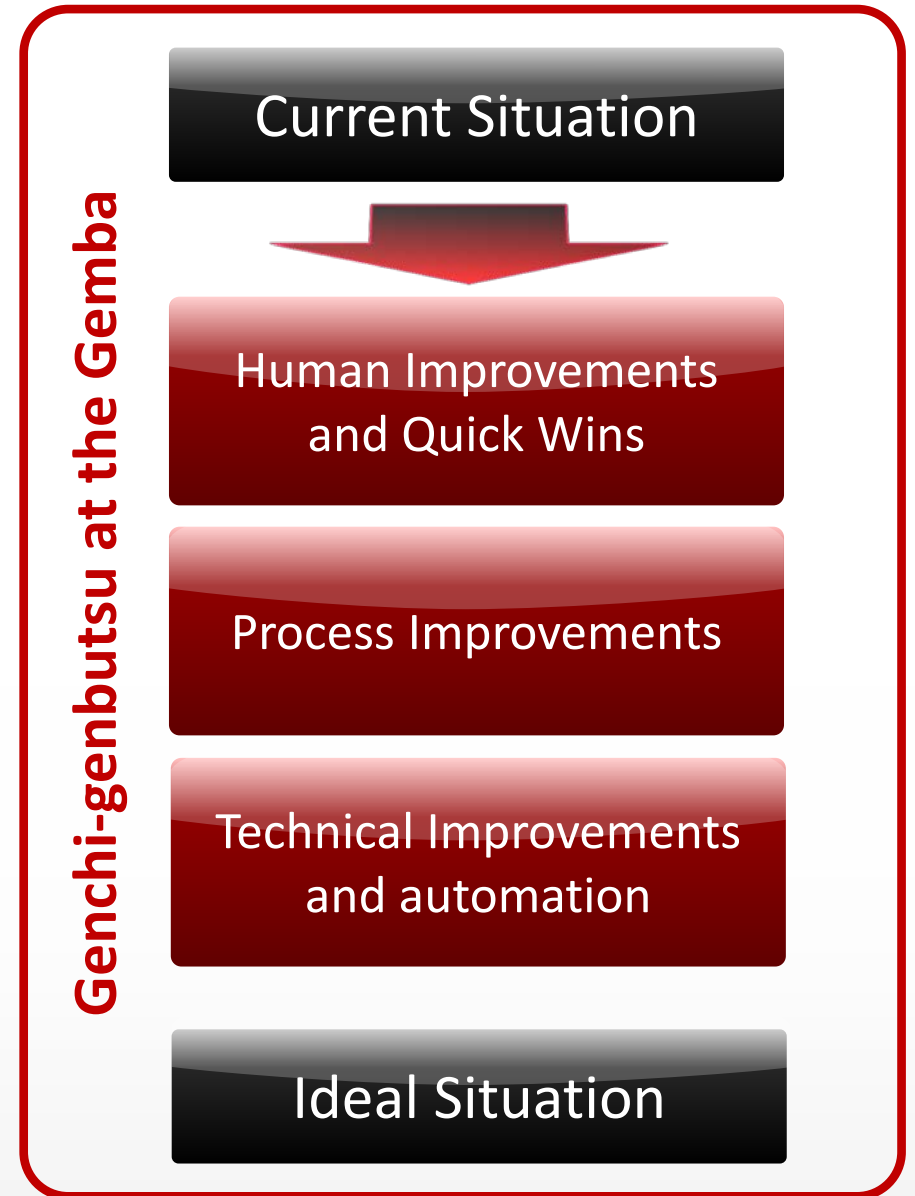 Genchi-genbutsu at the Gemba
Current Situation
Human Improvements
and Quick Wins
Process Improvements
Technical Improvements
and automation
Ideal Situation